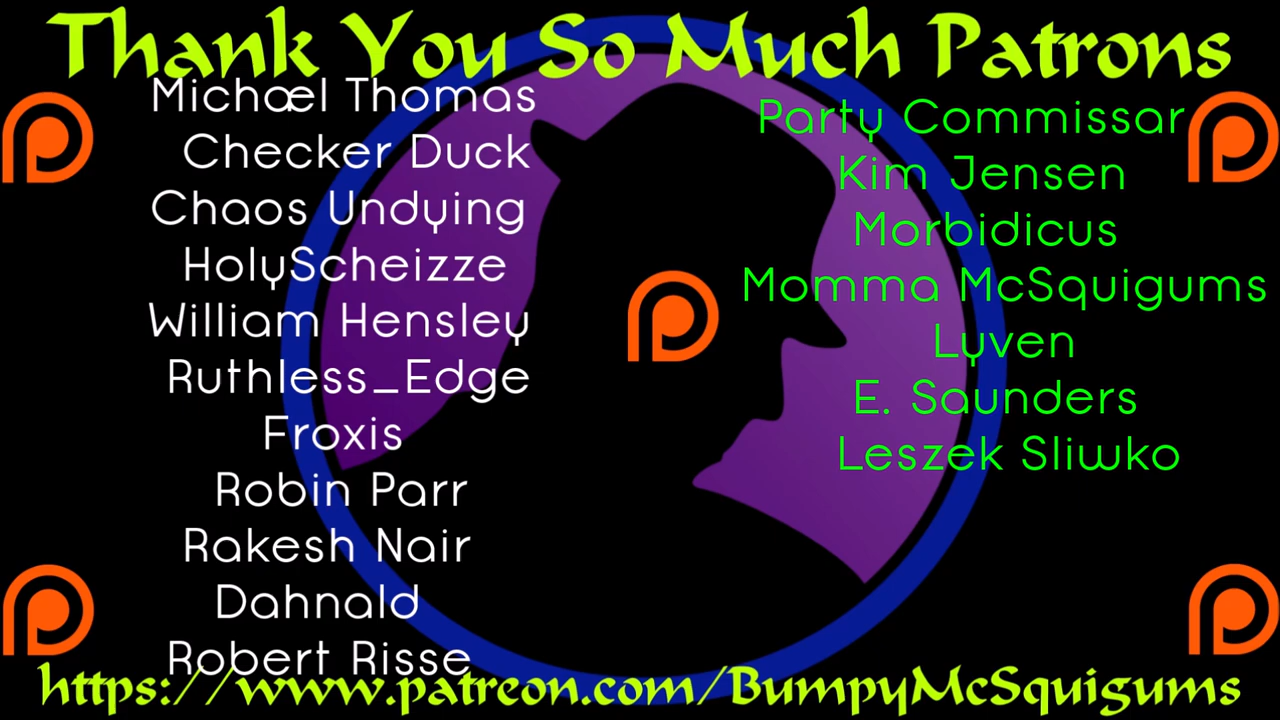 Thank You So Much Patrons
Michael Thomas
Checker Duck
Chaos Undying
HolyScheizze
William Hensley
Ruthless_Edge
Froxis
Robin Parr
Rakesh Nair
Dahnald
Robert Risse
Party Commissar
Kim Jensen
Morbidicus
Momma McSquigums
Lyven
E. Saunders
Leszek Sliwko
https://www.patreon.com/BumpyMcSquigums